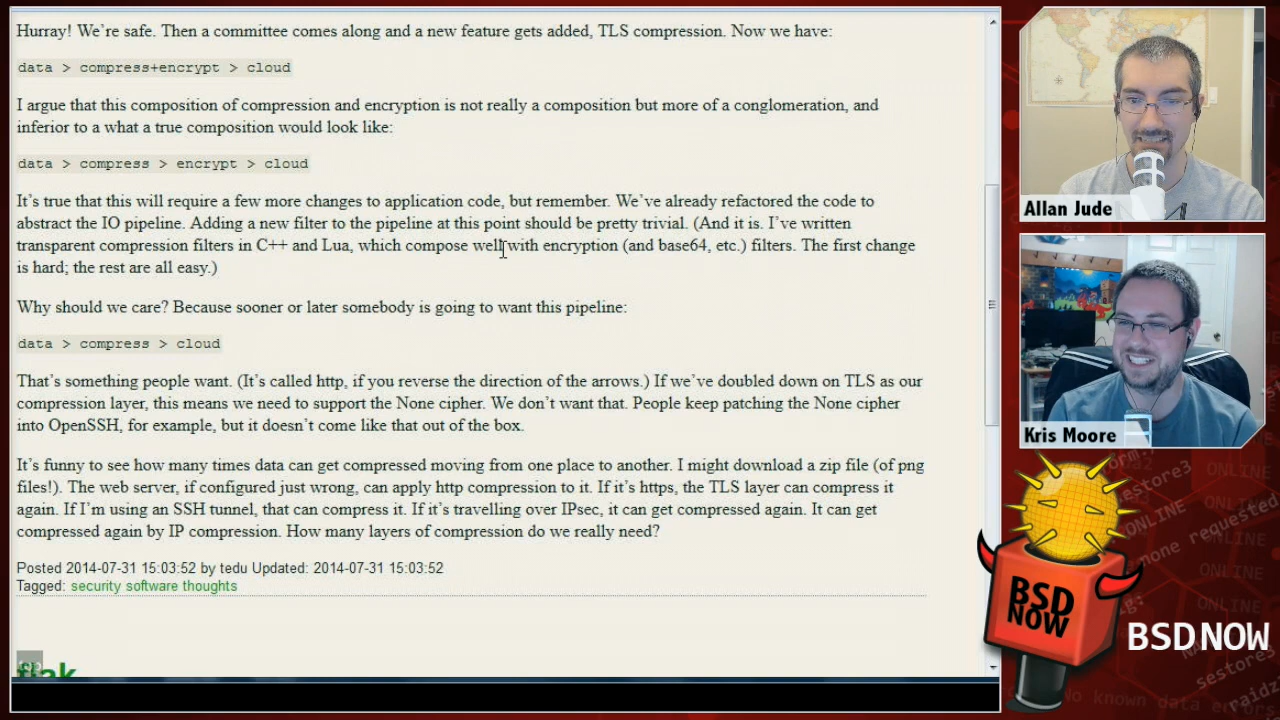 Hurray! We're safe. Then a committee comes along and a new feature gets added, TLS compression. Now we have:
data > compress+encrypt > cloud
I argue that this composition of compression and encryption is not really a composition but more of a conglomeration, and
inferior to a what a true composition would look like:
data > compress > encrypt > cloud
It's true that this will require a few more changes to application code, but remember. We've already refactored the code to
abstract the IO pipeline. Adding a new filter to the pipeline at this point should be pretty trivial. (And it is. I've written
transparent compression filters in C++ and Lua, which compose well with encryption (and base64, etc.) filters. The first change
is hard; the rest are all easy.)
Why should we care? Because sooner or later somebody is going to want this pipeline:
data > compress > cloud
That's something people want. (It's called http, if you reverse the direction of the arrows.) If we've doubled down on TLS as our
compression layer, this means we need to support the None cipher. We don't want that. People keep patching the None cipher
into OpenSSH, for example, but it doesn't come like that out of the box.
It's funny to see how many times data can get compressed moving from one place to another. I might download a zip file (of png
files!). The web server, if configured just wrong, can apply http compression to it. If it's https, the TLS layer can compress it
again. If I'm using an SSH tunnel, that can compress it. If it's travelling over IPsec, it can get compressed again. It can get
compressed again by IP compression. How many layers of compression do we really need?
Posted 2014-07-31 15:03:52 by tedu Updated: 2014-07-31 15:03:52
Tagged: security software thoughts
flak
Allan Jude
Kris Moore
BSD
NOW
BSDNOW
ONLINE
ONLINE
ONLINE
ONLINE
ONLINE
none requested
estore3
sestore3
No known data errors